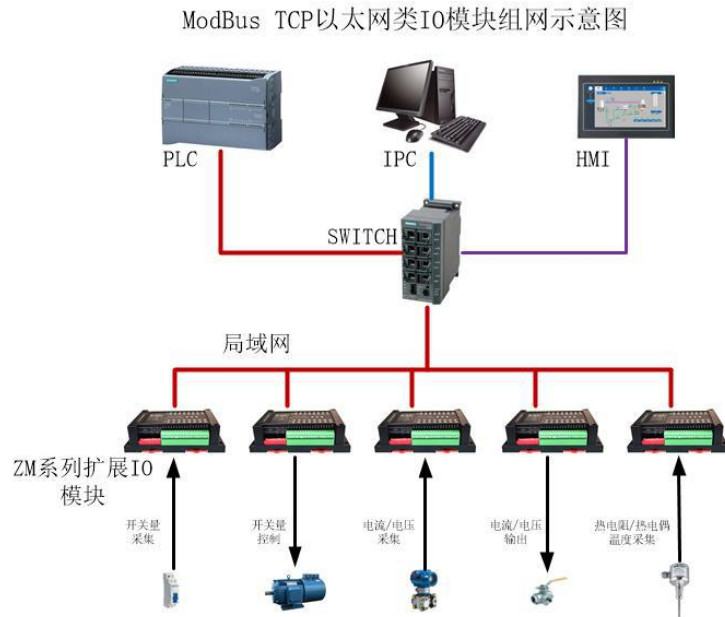 ModBus TCP以太网类IO模块组网示意图
PLC
IPC
HMI
SWITCH
局域网
ZM系列扩展IO
模块
开关量
采集
开关量
控制
电流/电压
采集
电流/电压
输出
热电阻/热电偶
温度采集